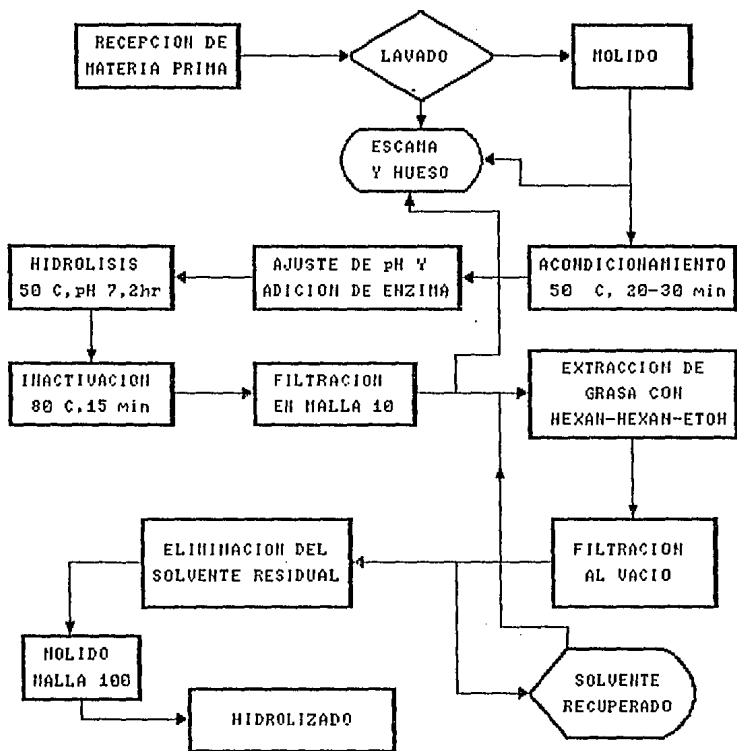 RECEPCION DE
MATERIA PRIMA
LAVADO
MOLIDO
ESCAMA
Y HUESO
HIDROLISIS
50 C,pH 7,2hr
AJUSTE DE pH Y
ADICION DE ENZIMA
ACONDICIONAMIENTO
50 C, 20-30 min
INACTIVACION
80 C,15 min
FILTRACION
EN MALLA 10
EXTRACCION DE
GRASA CON
HEXAN-HEXAN-ETOH
ELIMINACION DEL
SOLVENTE RESIDUAL
FILTRACION
AL VACIO
MOLIDO
MALLA 100
SOLVENTE
RECUPERADO
HIDROLIZADO